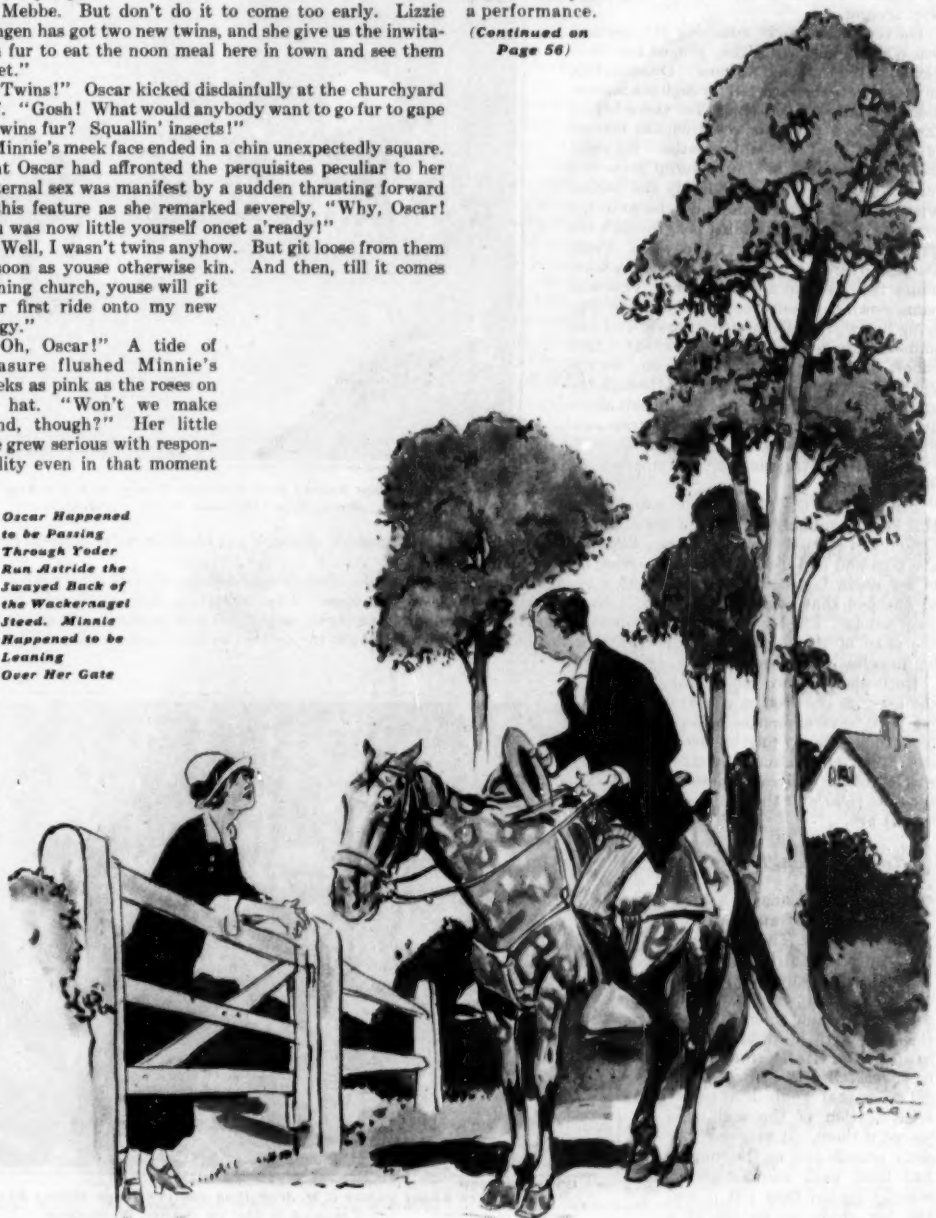 Mebbe. But don't do it to come too early. Lizzie
gen has got two new twins, and she give us the invita-
fur to eat the noon meal here in town and see them
et."
Twins!" Oscar kicked disdainfully at the churchyard
. "Gosh! What would anybody want to go fur to gape
wins fur? Squallin' insects!"
Minnie's meek face ended in a chin unexpectedly square.
t Oscar had affronted the perquisites peculiar to her
ternal sex was manifest by a sudden thrusting forward
this feature as she remarked severely, "Why, Oscar!
u was now little yourself oncet a'ready!"
Well, I wasn't twins anyhow. But git loose from them
soon as youse otherwise kin. And then, till it comes
ning church, youse will git
r first ride onto my new
gy."
Oh, Oscar!" A tide of
asure flushed Minnie's
eks as pink as the roses on
hat. "Won't we make
nd, though?" Her little
e grew serious with respon-
lity even in that moment
a performance.
(Continued on
Page 56)
Oscar Happened
to be Passing
Through Yoder
Run Astride the
Swayed Back of
the Wackernagel
Steed. Minnie
Happened to be
Leaning
Over Her Gate